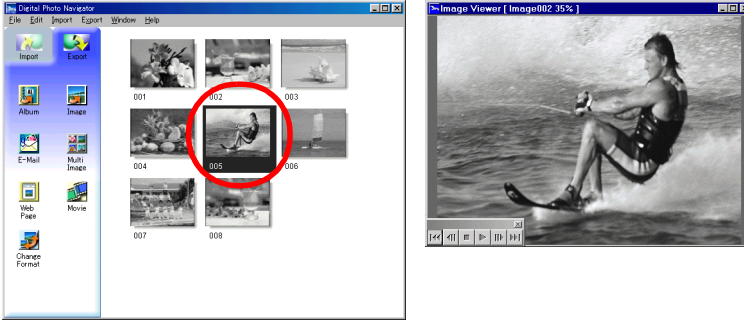 Digital Photo Navigator
File Edit Import Export Window Help
Import Export
Album Image
E-Mail Multi Image
Web Page Movie
Change Format
001 002 003
004 005 006
007 008
Image Viewer [ Image002 35% ]